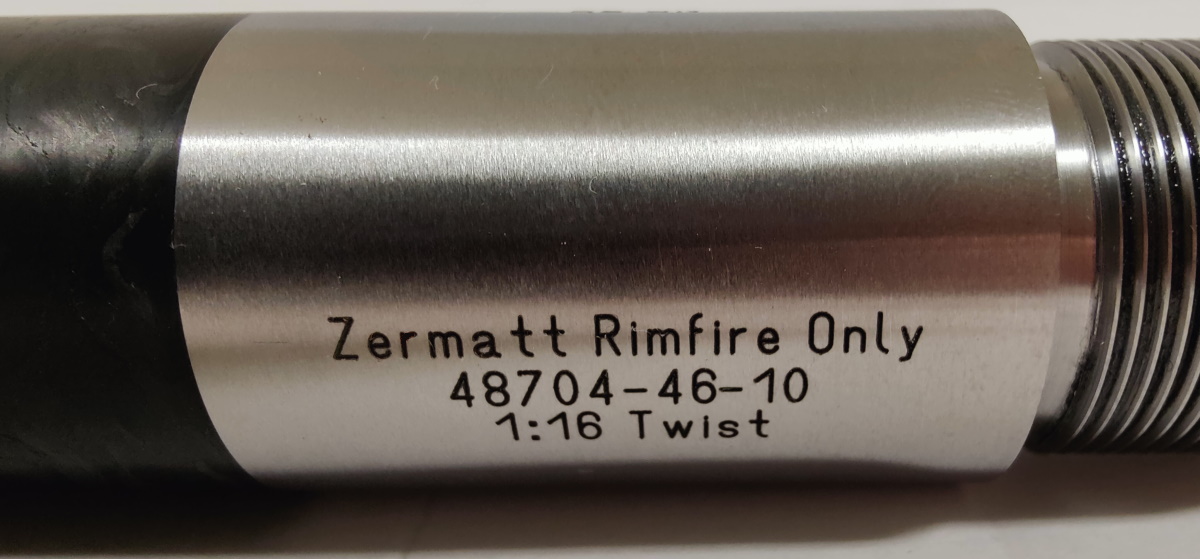 Zermatt Rimfire Only
48704-46-10
1:16 Twist